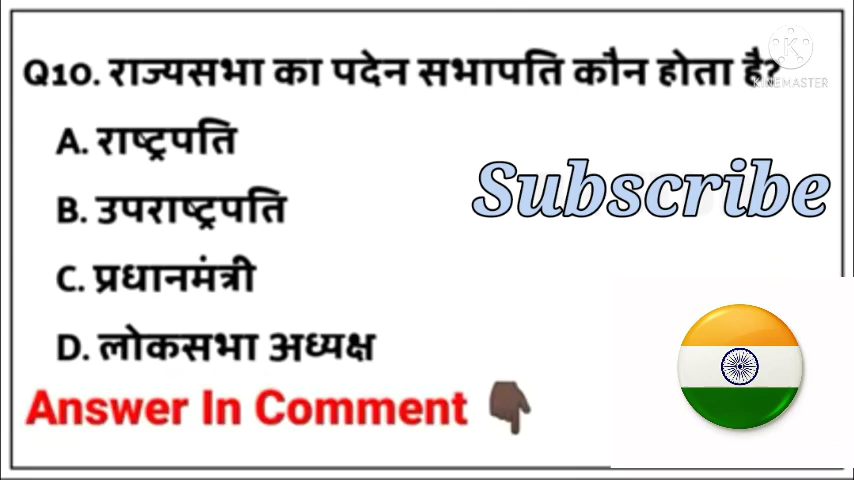 Q10. राज्यसभा का पदेन सभापति कौन होता है?
KINEMASTER
A. राष्ट्रपति
Subscribe
B. उपराष्ट्रपति
C. प्रधानमंत्री
D. लोकसभा अध्यक्ष
Answer In Comment